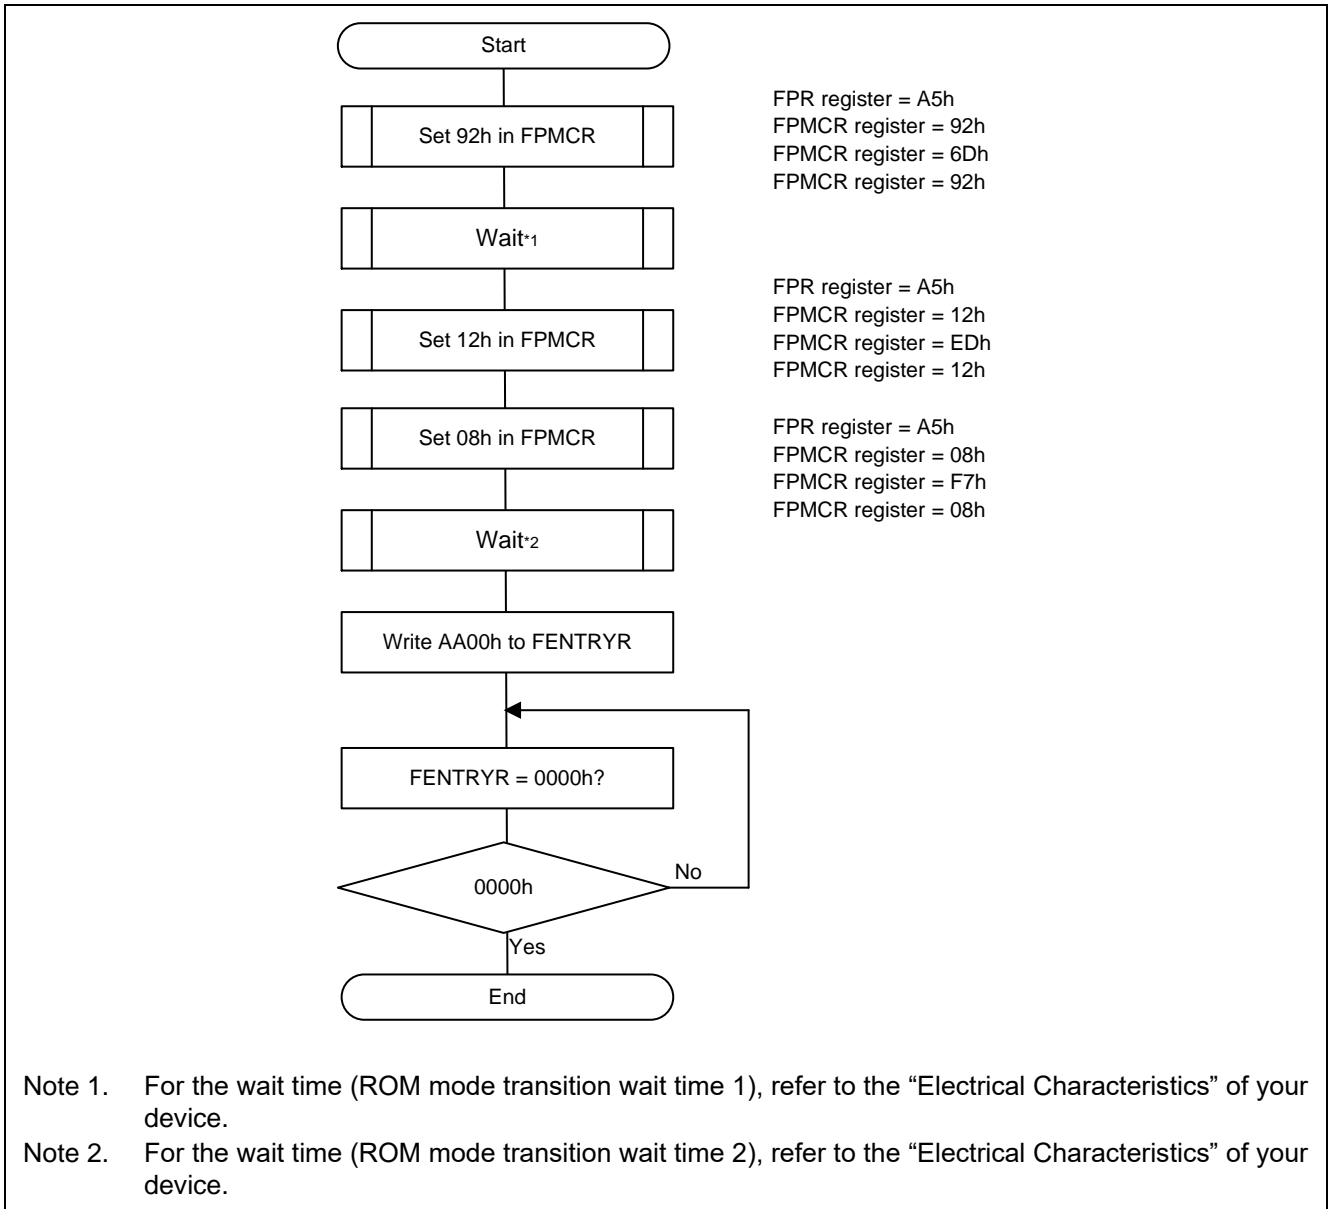 Start
Set 92h in FPMCR
FPR register = A5h
FPMCR register = 92h
FPMCR register = 6Dh
FPMCR register = 92h
Wait*1
Set 12h in FPMCR
FPR register = A5h
FPMCR register = 12h
FPMCR register = EDh
FPMCR register = 12h
Set 08h in FPMCR
FPR register = A5h
FPMCR register = 08h
FPMCR register = F7h
FPMCR register = 08h
Wait*2
Write AA00h to FENTRYR
FENTRYR = 0000h?
0000h
No
Yes
End
Note 1. For the wait time (ROM mode transition wait time 1), refer to the “Electrical Characteristics” of your
device.
Note 2. For the wait time (ROM mode transition wait time 2), refer to the “Electrical Characteristics” of your
device.